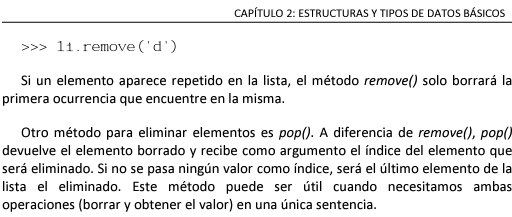 CAPÍTULO 2: ESTRUCTURAS Y TIPOS DE DATOS BÁSICOS
>>> li.remove('d')
Si un elemento aparece repetido en la lista, el método remove() solo borrará la
primera ocurrencia que encuentre en la misma.
Otro método para eliminar elementos es pop(). A diferencia de remove(), pop()
devuelve el elemento borrado y recibe como argumento el índice del elemento que
será eliminado. Si no se pasa ningún valor como índice, será el último elemento de la
lista el eliminado. Este método puede ser útil cuando necesitamos ambas
operaciones (borrar y obtener el valor) en una única sentencia.